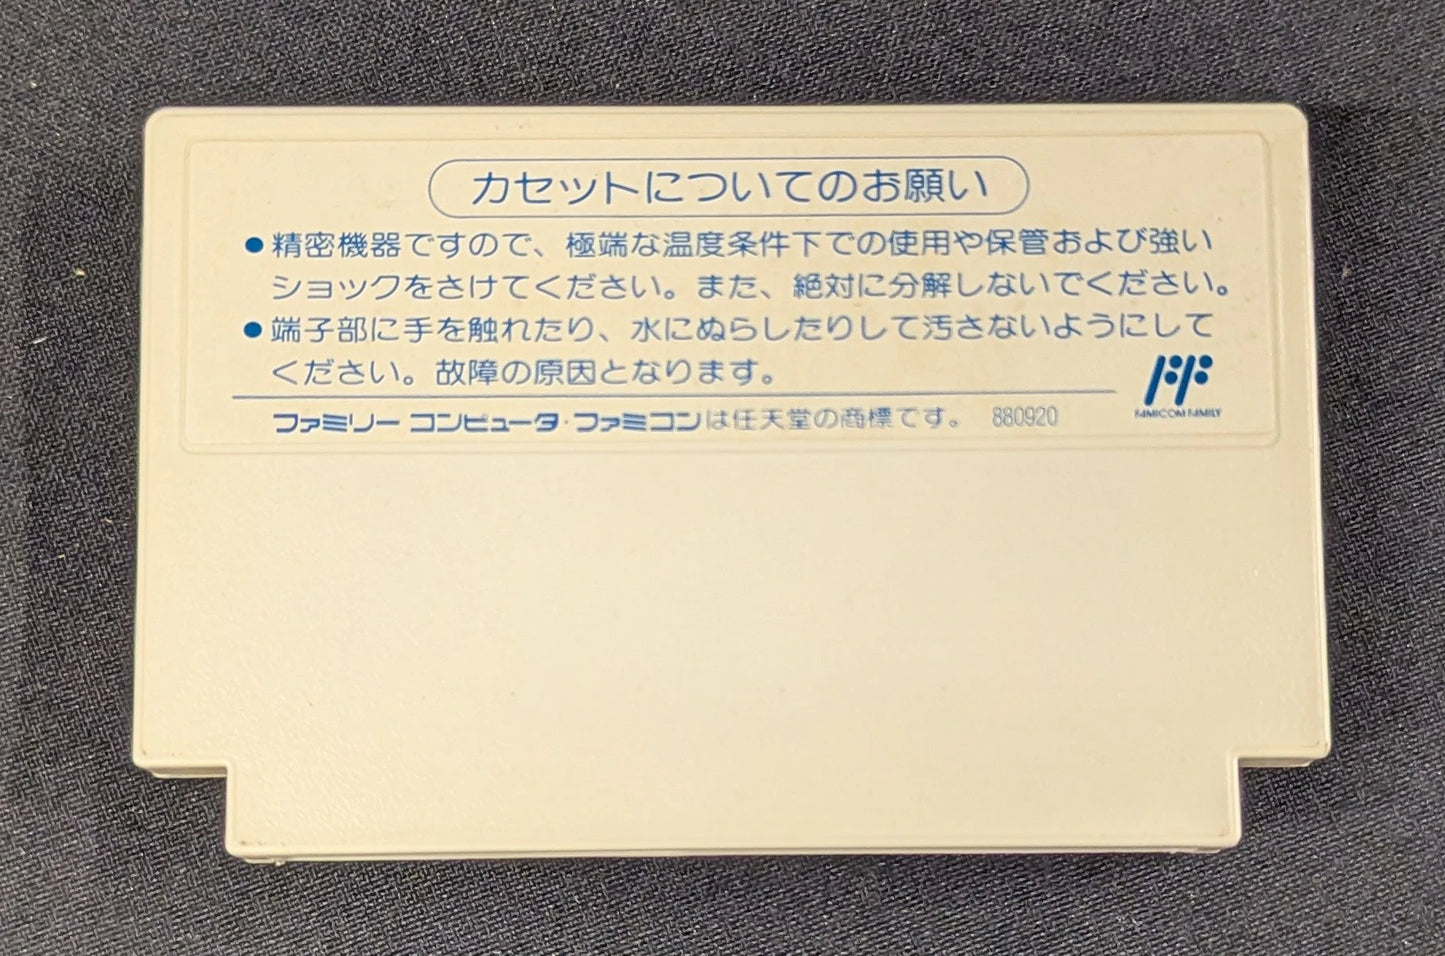 カセットについてのお願い
●精密機器ですので、極端な温度条件下での使用や保管および強い
ショックをさけてください。また、絶対に分解しないでください。
●端子部に手を触れたり、水にぬらしたりして汚さないようにして
ください。故障の原因となります。
ファミリーコンピュータ・ファミコンは任天堂の商標です。 880920
FAMICOM FAMILY